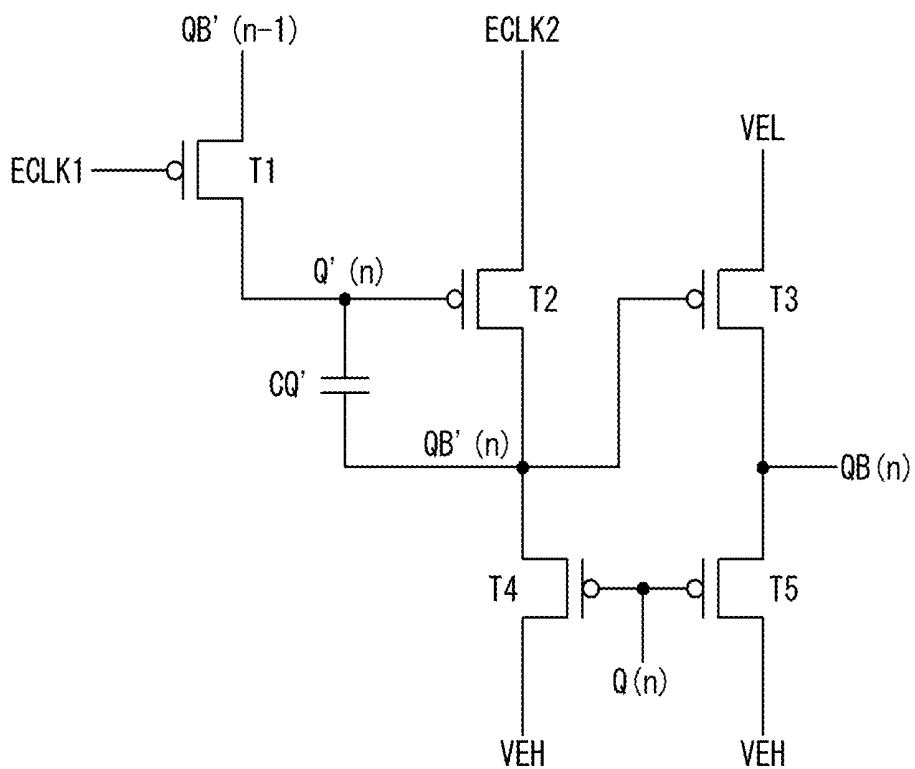 QB' (n-1)
ECLK2
VEL
ECLK1
T1
Q' (n)
T2
T3
CQ'
QB' (n)
QB (n)
T4
T5
Q (n)
VEH
VEH